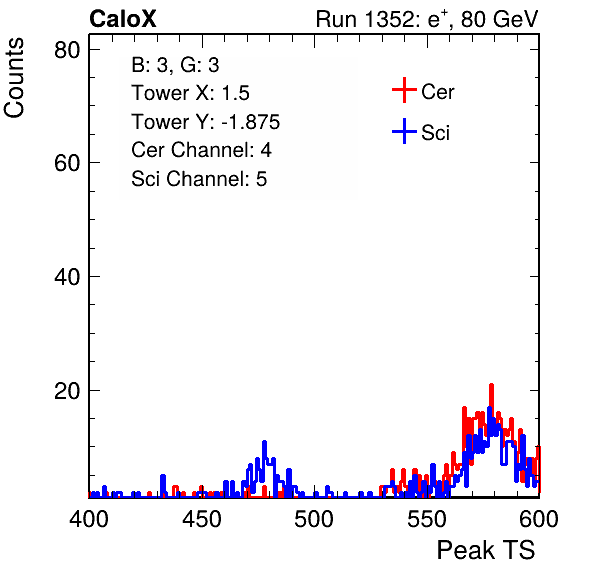 CaloX
Run 1352: e+, 80 GeV
Counts
B: 3, G: 3
Tower X: 1.5
Tower Y: -1.875
Cer Channel: 4
Sci Channel: 5
Cer
Sci
80
60
40
20
400 450 500 550 600
Peak TS